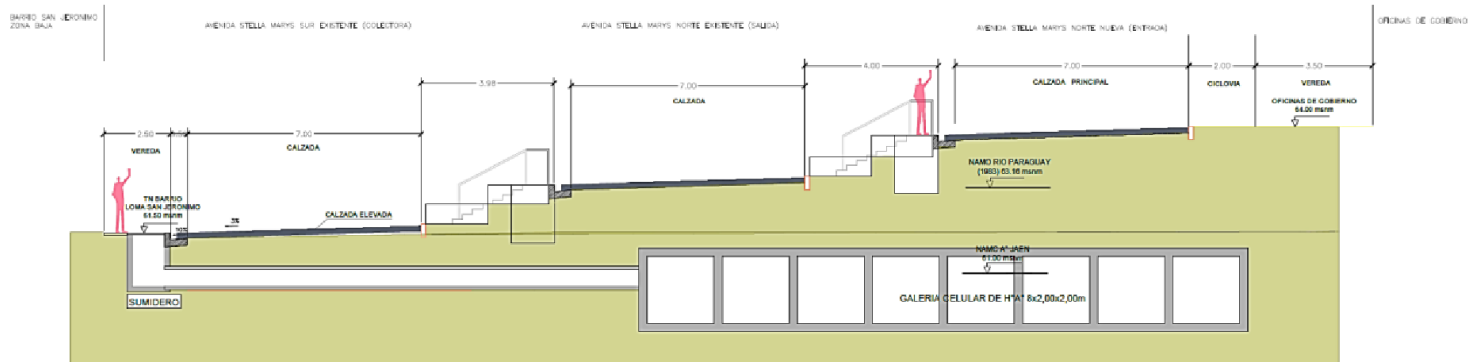 BARRIO SAN JERONIMO
ZONA BAJA
AVENIDA STELLA MARYS SUR EXISTENTE (COLECTORA)
AVENIDA STELLA MARYS NORTE EXISTENTE (SALIDA)
AVENIDA STELLA MARYS NORTE NUEVA (ENTRADA)
OFICINAS DE GOBIERNO
4.00
7.00
2.00
3.50
CALZADA PRINCIPAL
CICLOVIA
VEREDA
3.98
7.00
CALZADA
OFICINAS DE GOBIERNO
64.00 msnm
2.60
7.00
VEREDA
CALZADA
NAMO RIO PARAGUAY
(1983) 63.16 msnm
TN BARRIO
LOMA SAN JERONIMO
61.50 msnm
CALZADA ELEVADA
3%
10%
NAMO Aº JAEN
61.00 msnm
SUMIDERO
GALERIA CELULAR DE HºAº 8x2,00x2,00m